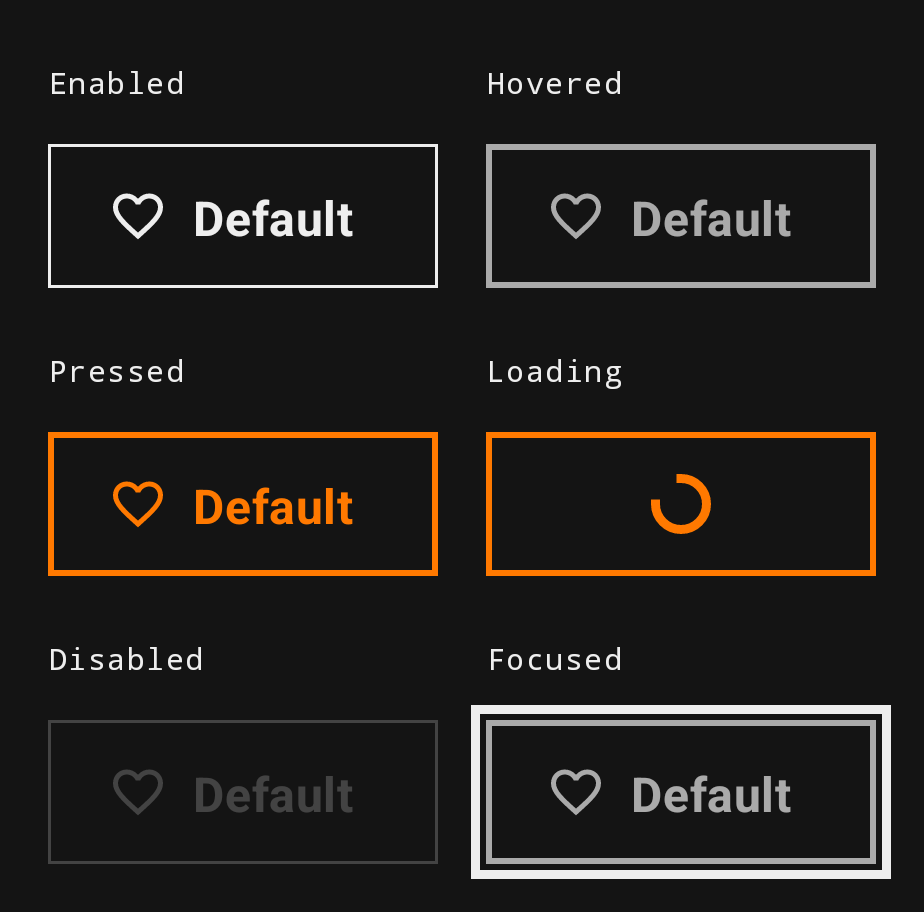 Enabled
Hovered
Default
Default
Pressed
Loading
Default
Disabled
Focused
Default
Default